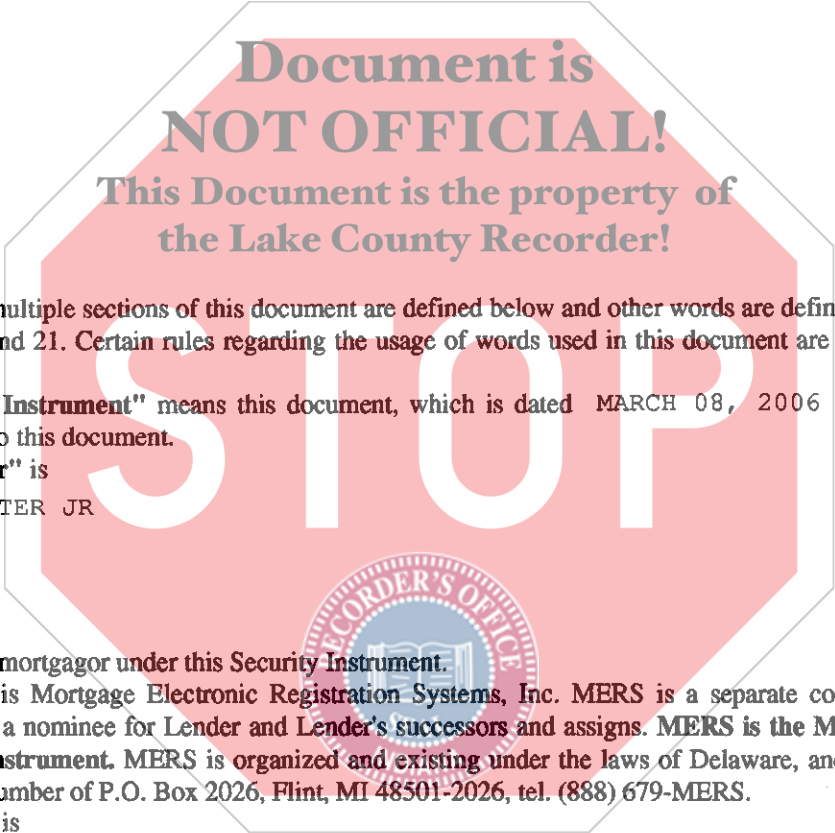 Document is
NOT OFFICIAL!
This Document is the property of
the Lake County Recorder!
ultiple sections of this document are defined below and other words are defin
nd 21. Certain rules regarding the usage of words used in this document are
Instrument" means this document, which is dated MARCH 08, 2006
o this document.
r" is
TER JR
STOP
RECORDER'S OFFICE
mortgagor under this Security Instrument.
is Mortgage Electronic Registration Systems, Inc. MERS is a separate co
a nominee for Lender and Lender's successors and assigns. MERS is the M
strument. MERS is organized and existing under the laws of Delaware, and
umber of P.O. Box 2026, Flint, MI 48501-2026, tel. (888) 679-MERS.
is